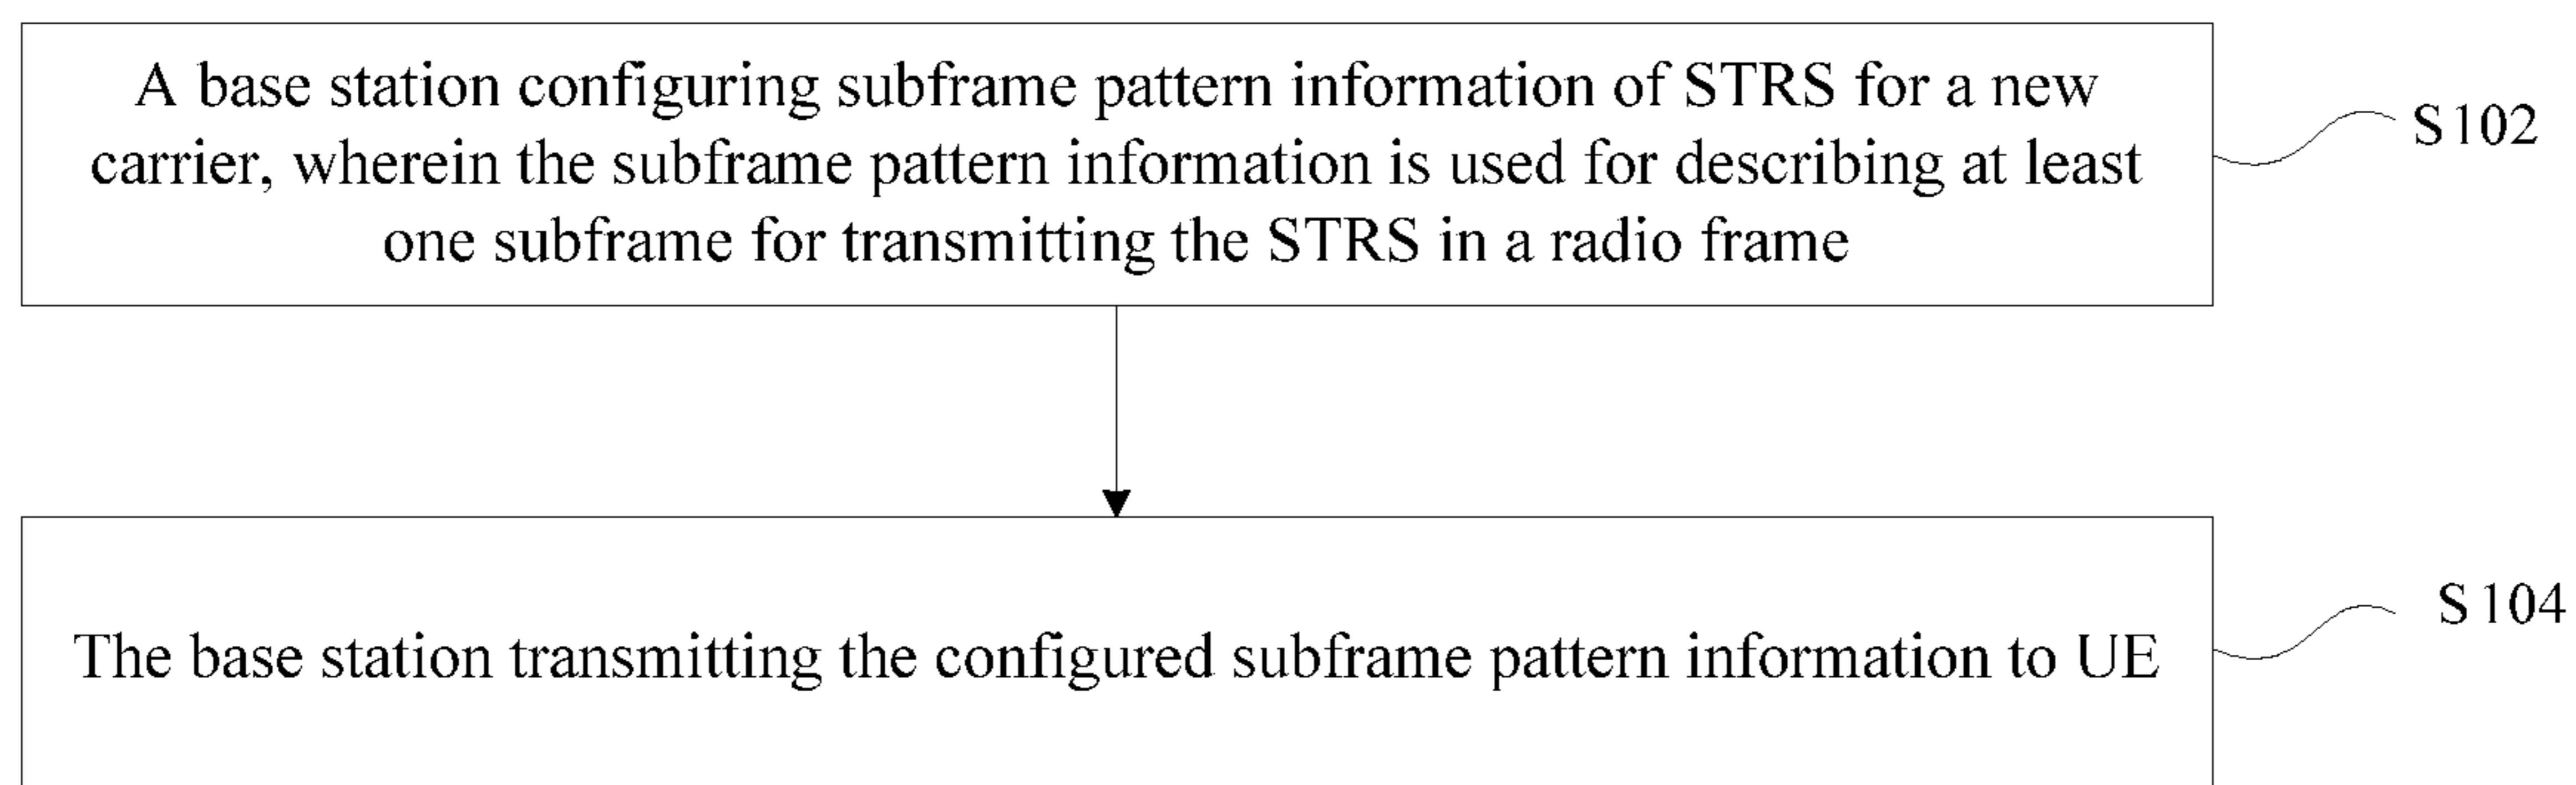 A base station configuring subframe pattern information of STRS for a new
carrier, wherein the subframe pattern information is used for describing at least
one subframe for transmitting the STRS in a radio frame
S102
The base station transmitting the configured subframe pattern information to UE
S104